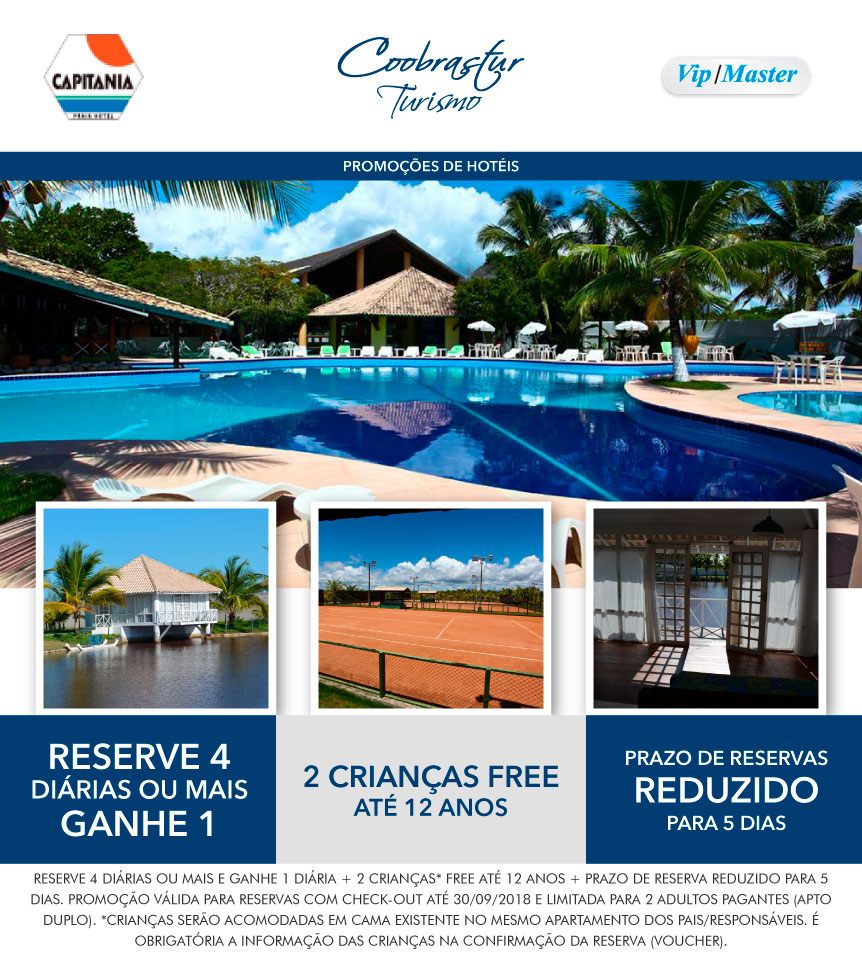 CAPITANIA
PRAIA HOTEL
Coobrastur
Turismo
Vip/Master
PROMOÇÕES DE HOTÉIS
RESERVE 4
DIÁRIAS OU MAIS
GANHE 1
2 CRIANÇAS FREE
ATÉ 12 ANOS
PRAZO DE RESERVAS
REDUZIDO
PARA 5 DIAS
RESERVE 4 DIÁRIAS OU MAIS E GANHE 1 DIÁRIA + 2 CRIANÇAS* FREE ATÉ 12 ANOS + PRAZO DE RESERVA REDUZIDO PARA 5
DIAS. PROMOÇÃO VÁLIDA PARA RESERVAS COM CHECK-OUT ATÉ 30/09/2018 E LIMITADA PARA 2 ADULTOS PAGANTES (APTO
DUPLO). *CRIANÇAS SERÃO ACOMODADAS EM CAMA EXISTENTE NO MESMO APARTAMENTO DOS PAIS/RESPONSÁVEIS. É
OBRIGATÓRIA A INFORMAÇÃO DAS CRIANÇAS NA CONFIRMAÇÃO DA RESERVA (VOUCHER).